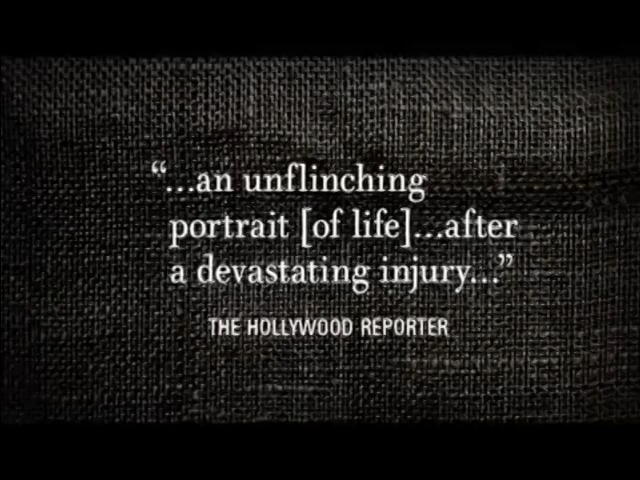 “...an unflinching
portrait [of life]...after
a devastating injury...”
THE HOLLYWOOD REPORTER